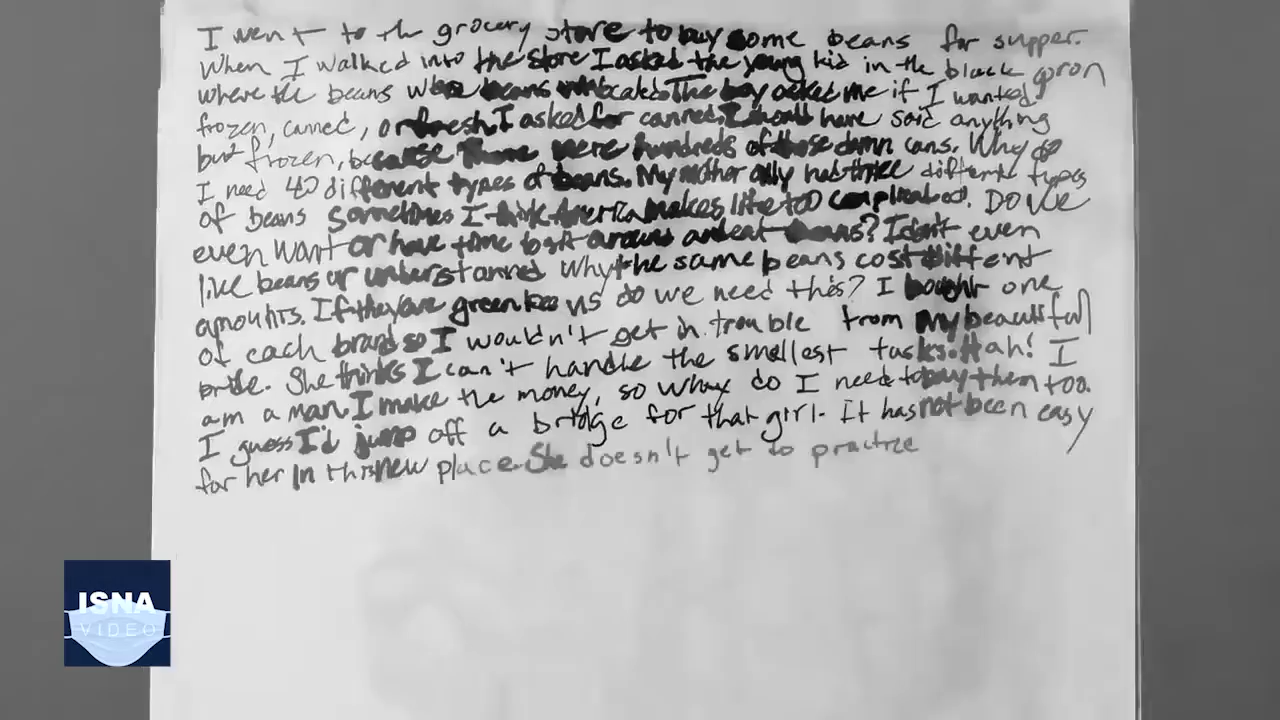 I went to the grocery store to buy some beans for supper.
When I walked into the store I asked the young kid in the black apron
where the beans were beans located. The boy asked me if I wanted
frozen, canned, or fresh. I asked for canned. I should have said anything
but frozen, because There were hundreds of those damn cans. Why do
I need 40 different types of beans. My mother only had three different types
of beans Sometimes I think America makes life too complicated. Do we
even want or have time to sit around and eat beans? I don't even
like beans or understannd why the same beans cost different
amounts. If they are green beans do we need this? I bought one
of each brand so I wouldn't get in trouble from my beautiful
bride. She thinks I can't handle the smallest tasks. Hah! I
am a man. I make the money, so why do I need to buy them too.
I guess I'd jump off a bridge for that girl. It has not been easy
for her in this new place. She doesn't get to practice
ISNA
VIDEO